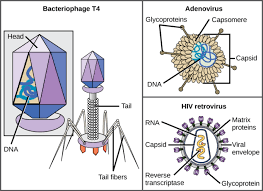 Bacteriophage T4
Head
DNA
Tail
Tail fibers
Adenovirus
Glycoproteins
Capsomere
Capsid
DNA
HIV retrovirus
RNA
Matrix
proteins
Capsid
Viral
envelope
Reverse
transcriptase
Glycoprotein